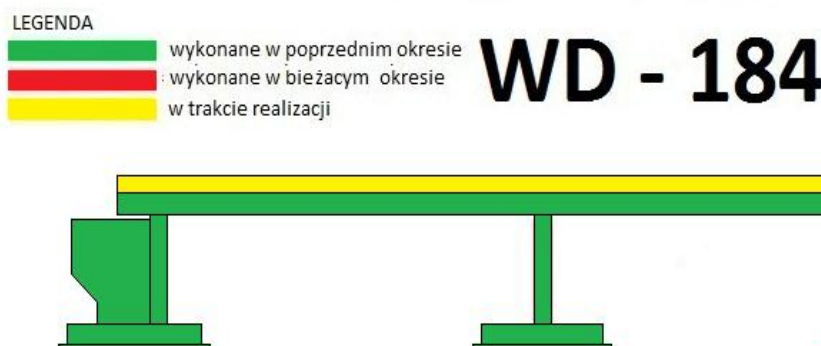 LEGENDA
wykonane w poprzednim okresie
wykonane w bieżacym okresie
w trakcie realizacji
WD - 184